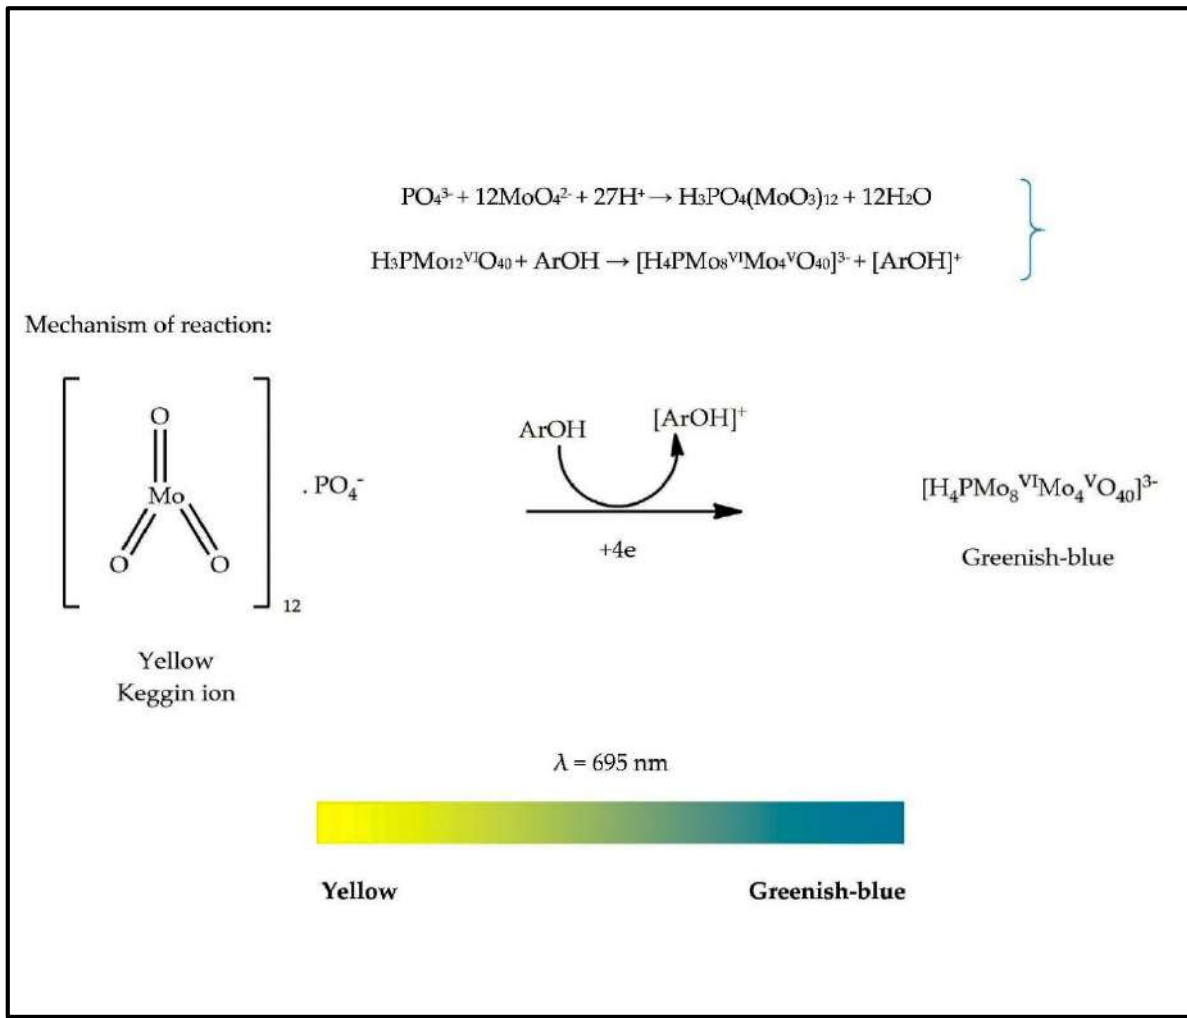 PO₄³⁻ + 12MoO₄²⁻ + 27H⁺ → H₃PO₄(MoO₃)₁₂ + 12H₂O
H₃PMo₁₂ⱽᴵO₄₀ + ArOH → [H₄PMo₈ⱽᴵMo₄ⱽO₄₀]³⁻ + [ArOH]⁺
Mechanism of reaction:
O
Mo
O O
12
. PO₄⁻
ArOH [ArOH]⁺
+4e
[H₄PMo₈ⱽᴵMo₄ⱽO₄₀]³⁻
Greenish-blue
Yellow
Keggin ion
λ = 695 nm
Yellow Greenish-blue